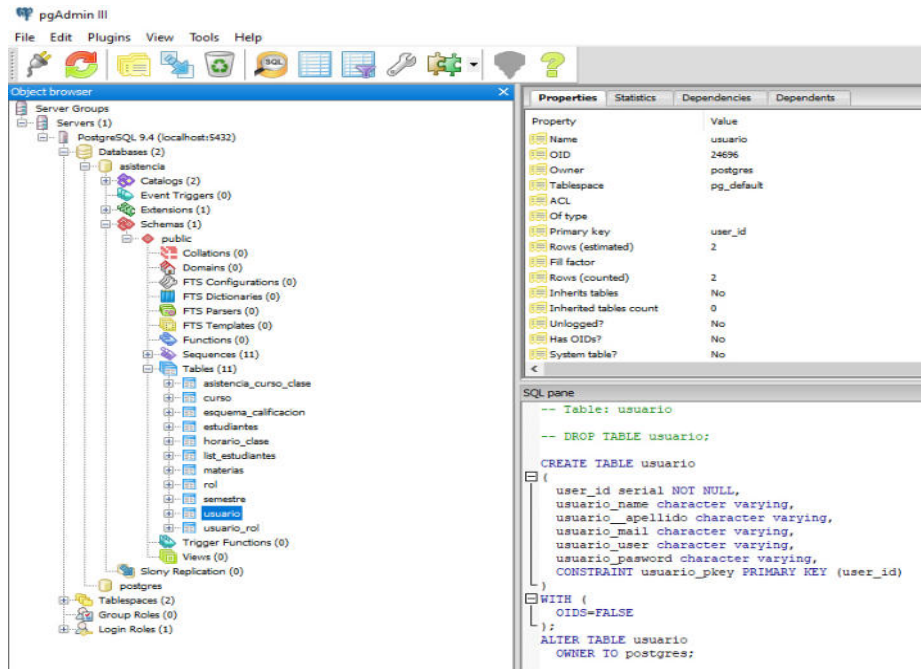 pgAdmin III
File Edit Plugins View Tools Help
SQL
Object browser
Server Groups
Servers (1)
PostgreSQL 9.4 (localhost:5432)
Databases (2)
asistencia
Catalogs (2)
Event Triggers (0)
Extensions (1)
Schemas (1)
public
Collations (0)
Domains (0)
FTS Configurations (0)
FTS Dictionaries (0)
FTS Parsers (0)
FTS Templates (0)
Functions (0)
Sequences (11)
Tables (11)
asistencia_curso_clase
curso
esquema_calificacion
estudiantes
horario_clase
list_estudiantes
materias
rol
semestre
usuario
usuario_rol
Trigger Functions (0)
Views (0)
Slony Replication (0)
postgres
Tablespaces (2)
Group Roles (0)
Login Roles (1)
Properties Statistics Dependencies Dependents
Property Value
Name usuario
OID 24696
Owner postgres
Tablespace pg_default
ACL
Of type
Primary key user_id
Rows (estimated) 2
Fill factor
Rows (counted) 2
Inherits tables No
Inherited tables count 0
Unlogged? No
Has OIDs? No
System table? No
SQL pane
-- Table: usuario
-- DROP TABLE usuario;
CREATE TABLE usuario
(
user_id serial NOT NULL,
usuario_name character varying,
usuario__apellido character varying,
usuario_mail character varying,
usuario_user character varying,
usuario_pasword character varying,
CONSTRAINT usuario_pkey PRIMARY KEY (user_id)
)
WITH (
OIDS=FALSE
);
ALTER TABLE usuario
OWNER TO postgres;